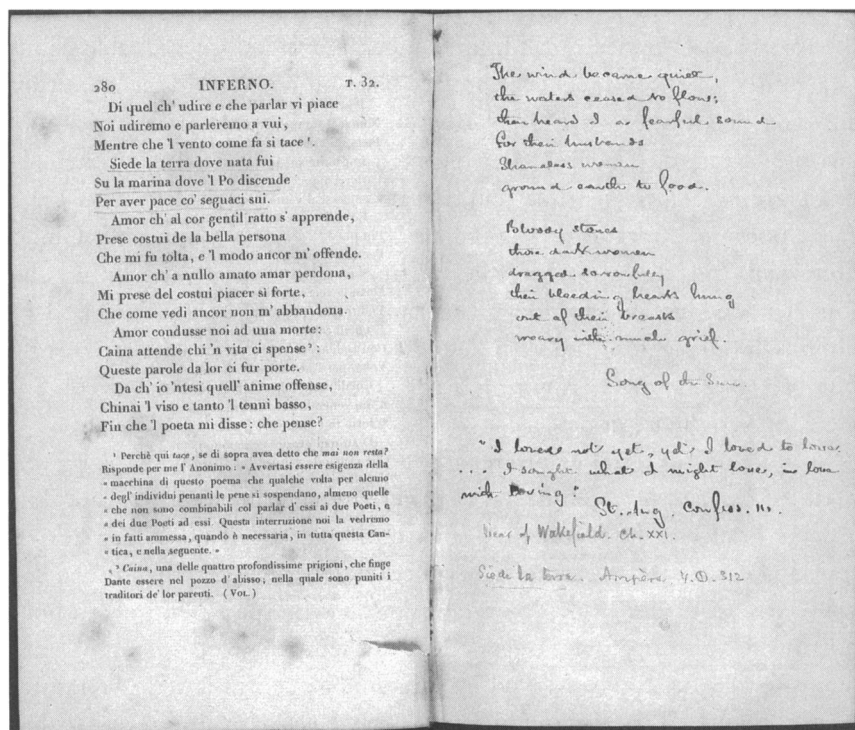 280 INFERNO. T. 32.
Di quel ch' udire e che parlar vi piace
Noi udiremo e parleremo a vui,
Mentre che 'l vento come fa si tace ¹.
Siede la terra dove nata fui
Su la marina dove 'l Po discende
Per aver pace co' seguaci sui.
Amor ch' al cor gentil ratto s' apprende,
Prese costui de la bella persona
Che mi fu tolta, e 'l modo ancor m' offende.
Amor ch' a nullo amato amar perdona,
Mi prese del costui piacer sì forte,
Che come vedi ancor non m' abbandona.
Amor condusse noi ad una morte:
Caina attende chi 'n vita ci spense ² :
Queste parole da lor ci fur porte.
Da ch' io 'ntesi quell' anime offense,
Chinai 'l viso e tanto 'l tenni basso,
Fin che 'l poeta mi disse: che pense?
¹ Perchè qui tace, se di sopra avea detto che mai non resta?
Risponde per me l' Anonimo: « Avvertasi essere esigenza della
« macchina di questo poema che qualche volta per alcuno
« degl' individui penanti le pene si sospendano, almeno quelle
« che non sono combinabili col parlar d' essi ai due Poeti, o
« dei due Poeti ad essi. Questa interruzione noi la vedremo
« in fatti ammessa, quando è necessaria, in tutta questa Can-
« tica, e nella seguente. »
² Caina, una delle quattro profondissime prigioni, che finge
Dante essere nel pozzo d' abisso, nella quale sono puniti i
traditori de' lor parenti. (VOL.)
The wind became quiet,
the waters ceased to flow;
then heard I a fearful sound
For their husbands
Shameless women
ground earth to food.
Bloody stones
those dark women
dragged sorrowfully
their bleeding hearts hung
out of their breasts
weary with much grief.
Song of the Sun.
"I loved not yet, yet I loved to love
... I sought what I might love, in love
with loving."
St. Aug. Confess. III.
Vicar of Wakefield. Ch. XXI.
Siede la terra. Ampère 4. 312